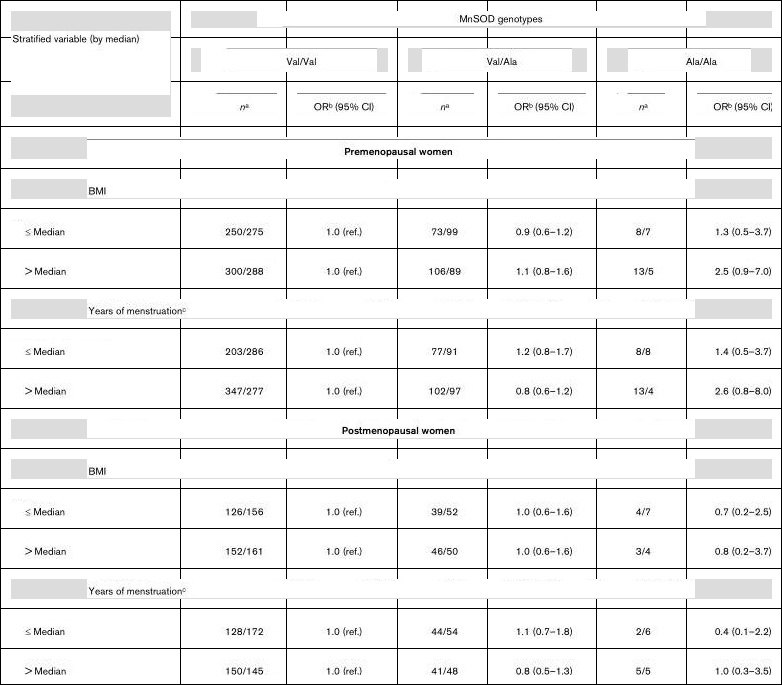 MnSOD genotypes
Stratified variable (by median)
Val/Val Val/Ala Ala/Ala
nª ORᵇ (95% CI) nª ORᵇ (95% CI) nª ORᵇ (95% CI)
Premenopausal women
BMI
≤ Median 250/275 1.0 (ref.) 73/99 0.9 (0.6–1.2) 8/7 1.3 (0.5–3.7)
> Median 300/288 1.0 (ref.) 106/89 1.1 (0.8–1.6) 13/5 2.5 (0.9–7.0)
Years of menstruationᶜ
≤ Median 203/286 1.0 (ref.) 77/91 1.2 (0.8–1.7) 8/8 1.4 (0.5–3.7)
> Median 347/277 1.0 (ref.) 102/97 0.8 (0.6–1.2) 13/4 2.6 (0.8–8.0)
Postmenopausal women
BMI
≤ Median 126/156 1.0 (ref.) 39/52 1.0 (0.6–1.6) 4/7 0.7 (0.2–2.5)
> Median 152/161 1.0 (ref.) 46/50 1.0 (0.6–1.6) 3/4 0.8 (0.2–3.7)
Years of menstruationᶜ
≤ Median 128/172 1.0 (ref.) 44/54 1.1 (0.7–1.8) 2/6 0.4 (0.1–2.2)
> Median 150/145 1.0 (ref.) 41/48 0.8 (0.5–1.3) 5/5 1.0 (0.3–3.5)